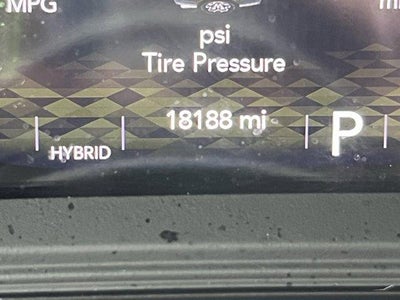 MPG
psi
Tire Pressure
18188 mi
HYBRID
P